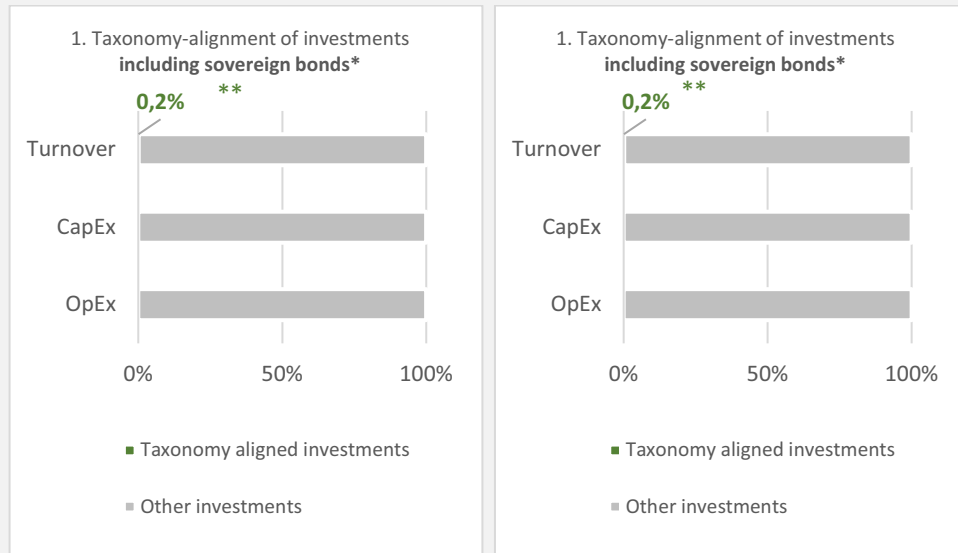 1. Taxonomy-alignment of investments
including sovereign bonds*
**
0,2%
Turnover
CapEx
OpEx
0%
50%
100%
Taxonomy aligned investments
Other investments
1. Taxonomy-alignment of investments
including sovereign bonds*
**
0,2%
Turnover
CapEx
OpEx
0%
50%
100%
Taxonomy aligned investments
Other investments